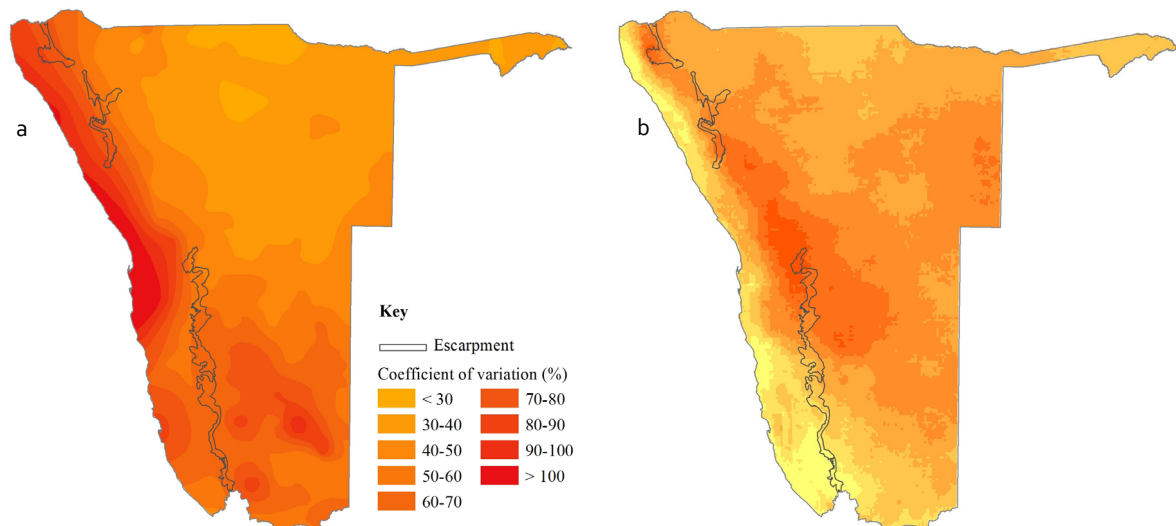 a
b
Key
Escarpment
Coefficient of variation (%)
< 30
70-80
30-40
80-90
40-50
90-100
50-60
> 100
60-70